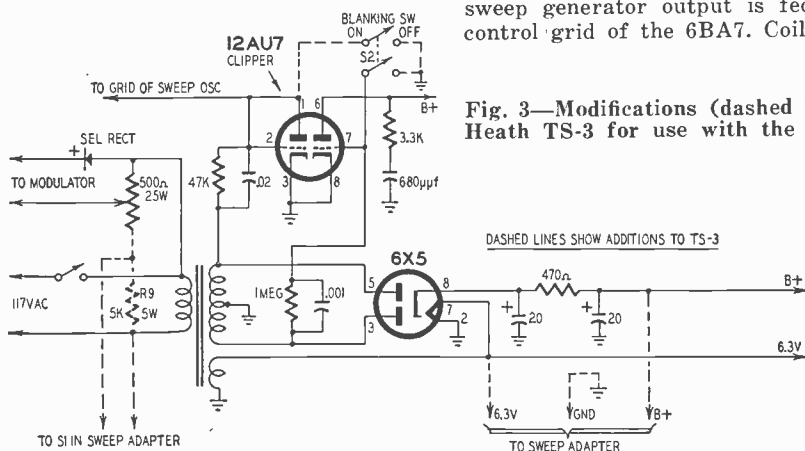 sweep generator output is fed
control grid of the 6BA7. Coil
Fig. 3—Modifications (dashed
Heath TS-3 for use with the
BLANKING SW
ON OFF
S2
12AU7
CLIPPER
TO GRID OF SWEEP OSC
1 6
B+
2 7
3 8
3.3K
680μμf
47K
.02
+ SEL RECT
TO MODULATOR
500Ω
25W
117VAC
R9
5K 5W
1MEG
.001
DASHED LINES SHOW ADDITIONS TO TS-3
6X5
5 8
3 7 2
470Ω
B+
+ 20
+ 20
6.3V
6.3V GND B+
TO S1 IN SWEEP ADAPTER
TO SWEEP ADAPTER